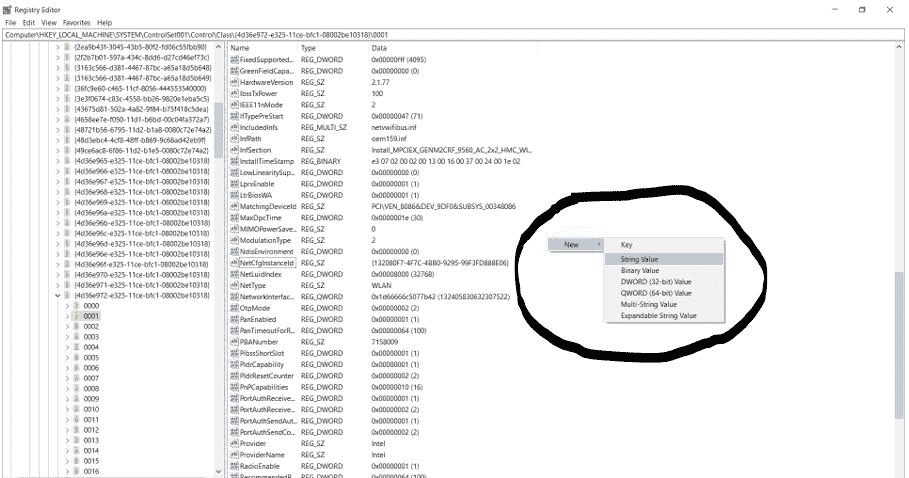 Registry Editor
File Edit View Favorites Help
Computer\HKEY_LOCAL_MACHINE\SYSTEM\ControlSet001\Control\Class\{4d36e972-e325-11ce-bfc1-08002be10318}\0001
{2ea9b43f-3045-43b5-80f2-fd06c55fbb90}
{2f2b7b01-597a-434c-8dd6-d27cd46ef73c}
{3163c566-d381-4467-87bc-a65a18d5b648}
{3163c566-d381-4467-87bc-a65a18d5b649}
{36fc9e60-c465-11cf-8056-444553540000}
{3e3f0674-c83c-4558-bb26-9820e1eba5c5}
{43675d81-502a-4a82-9f84-b75f418c5dea}
{4658ee7e-f050-11d1-b6bd-00c04fa372a7}
{48721b56-6795-11d2-b1a8-0080c72e74a2}
{48d3ebc4-4cf8-48ff-b869-9c68ad42eb9f}
{49ce6ac8-6f86-11d2-b1e5-0080c72e74a2}
{4d36e965-e325-11ce-bfc1-08002be10318}
{4d36e966-e325-11ce-bfc1-08002be10318}
{4d36e967-e325-11ce-bfc1-08002be10318}
{4d36e968-e325-11ce-bfc1-08002be10318}
{4d36e969-e325-11ce-bfc1-08002be10318}
{4d36e96a-e325-11ce-bfc1-08002be10318}
{4d36e96b-e325-11ce-bfc1-08002be10318}
{4d36e96c-e325-11ce-bfc1-08002be10318}
{4d36e96d-e325-11ce-bfc1-08002be10318}
{4d36e96e-e325-11ce-bfc1-08002be10318}
{4d36e96f-e325-11ce-bfc1-08002be10318}
{4d36e970-e325-11ce-bfc1-08002be10318}
{4d36e971-e325-11ce-bfc1-08002be10318}
{4d36e972-e325-11ce-bfc1-08002be10318}
0000
0001
0002
0003
0004
0005
0006
0007
0008
0009
0010
0011
0012
0013
0014
0015
0016
Name Type Data
FixedSupported... REG_DWORD 0x00000fff (4095)
GreenFieldCapa... REG_DWORD 0x00000000 (0)
HardwareVersion REG_SZ 2.1.77
IbssTxPower REG_SZ 100
IEEE11nMode REG_SZ 2
IfTypePreStart REG_DWORD 0x00000047 (71)
IncludedInfs REG_MULTI_SZ netvwifibus.inf
InfPath REG_SZ oem159.inf
InfSection REG_SZ Install_MPCIEX_GENM2CRF_9560_AC_2x2_HMC_WI...
InstallTimeStamp REG_BINARY e3 07 02 00 02 00 13 00 16 00 37 00 24 00 1e 02
LowLinearitySup... REG_DWORD 0x00000000 (0)
LprxEnable REG_DWORD 0x00000001 (1)
LtrBiosWA REG_DWORD 0x00000001 (1)
MatchingDeviceId REG_SZ PCI\VEN_8086&DEV_9DF0&SUBSYS_00348086
MaxDpcTime REG_DWORD 0x0000001e (30)
MIMOPowerSave... REG_SZ 0
ModulationType REG_SZ 2
NdisEnvironment REG_DWORD 0x00000000 (0)
NetCfgInstanceId REG_SZ {132B0F7-4F7C-4BB0-9295-99F3FD888E06}
NetLuidIndex REG_DWORD 0x00008000 (32768)
NetType REG_SZ WLAN
NetworkInterfac... REG_QWORD 0x1d66666c5077b42 (132405830632307522)
OtpMode REG_DWORD 0x00000002 (2)
PanEnabled REG_DWORD 0x00000001 (1)
PanTimeoutForR... REG_DWORD 0x00000064 (100)
PBANumber REG_SZ 7158009
PibssShortSlot REG_DWORD 0x00000001 (1)
PldrCapability REG_DWORD 0x00000001 (1)
PldrResetCounter REG_DWORD 0x00000002 (2)
PnPCapabilities REG_DWORD 0x00000010 (16)
PortAuthReceive... REG_DWORD 0x00000002 (2)
PortAuthReceive... REG_DWORD 0x00000002 (2)
PortAuthSendAut... REG_DWORD 0x00000001 (1)
PortAuthSendCo... REG_DWORD 0x00000002 (2)
Provider REG_SZ Intel
ProviderName REG_SZ Intel
RadioEnable REG_DWORD 0x00000001 (1)
RecommendedR... REG_DWORD 0x00000064 (100)
New
Key
String Value
Binary Value
DWORD (32-bit) Value
QWORD (64-bit) Value
Multi-String Value
Expandable String Value